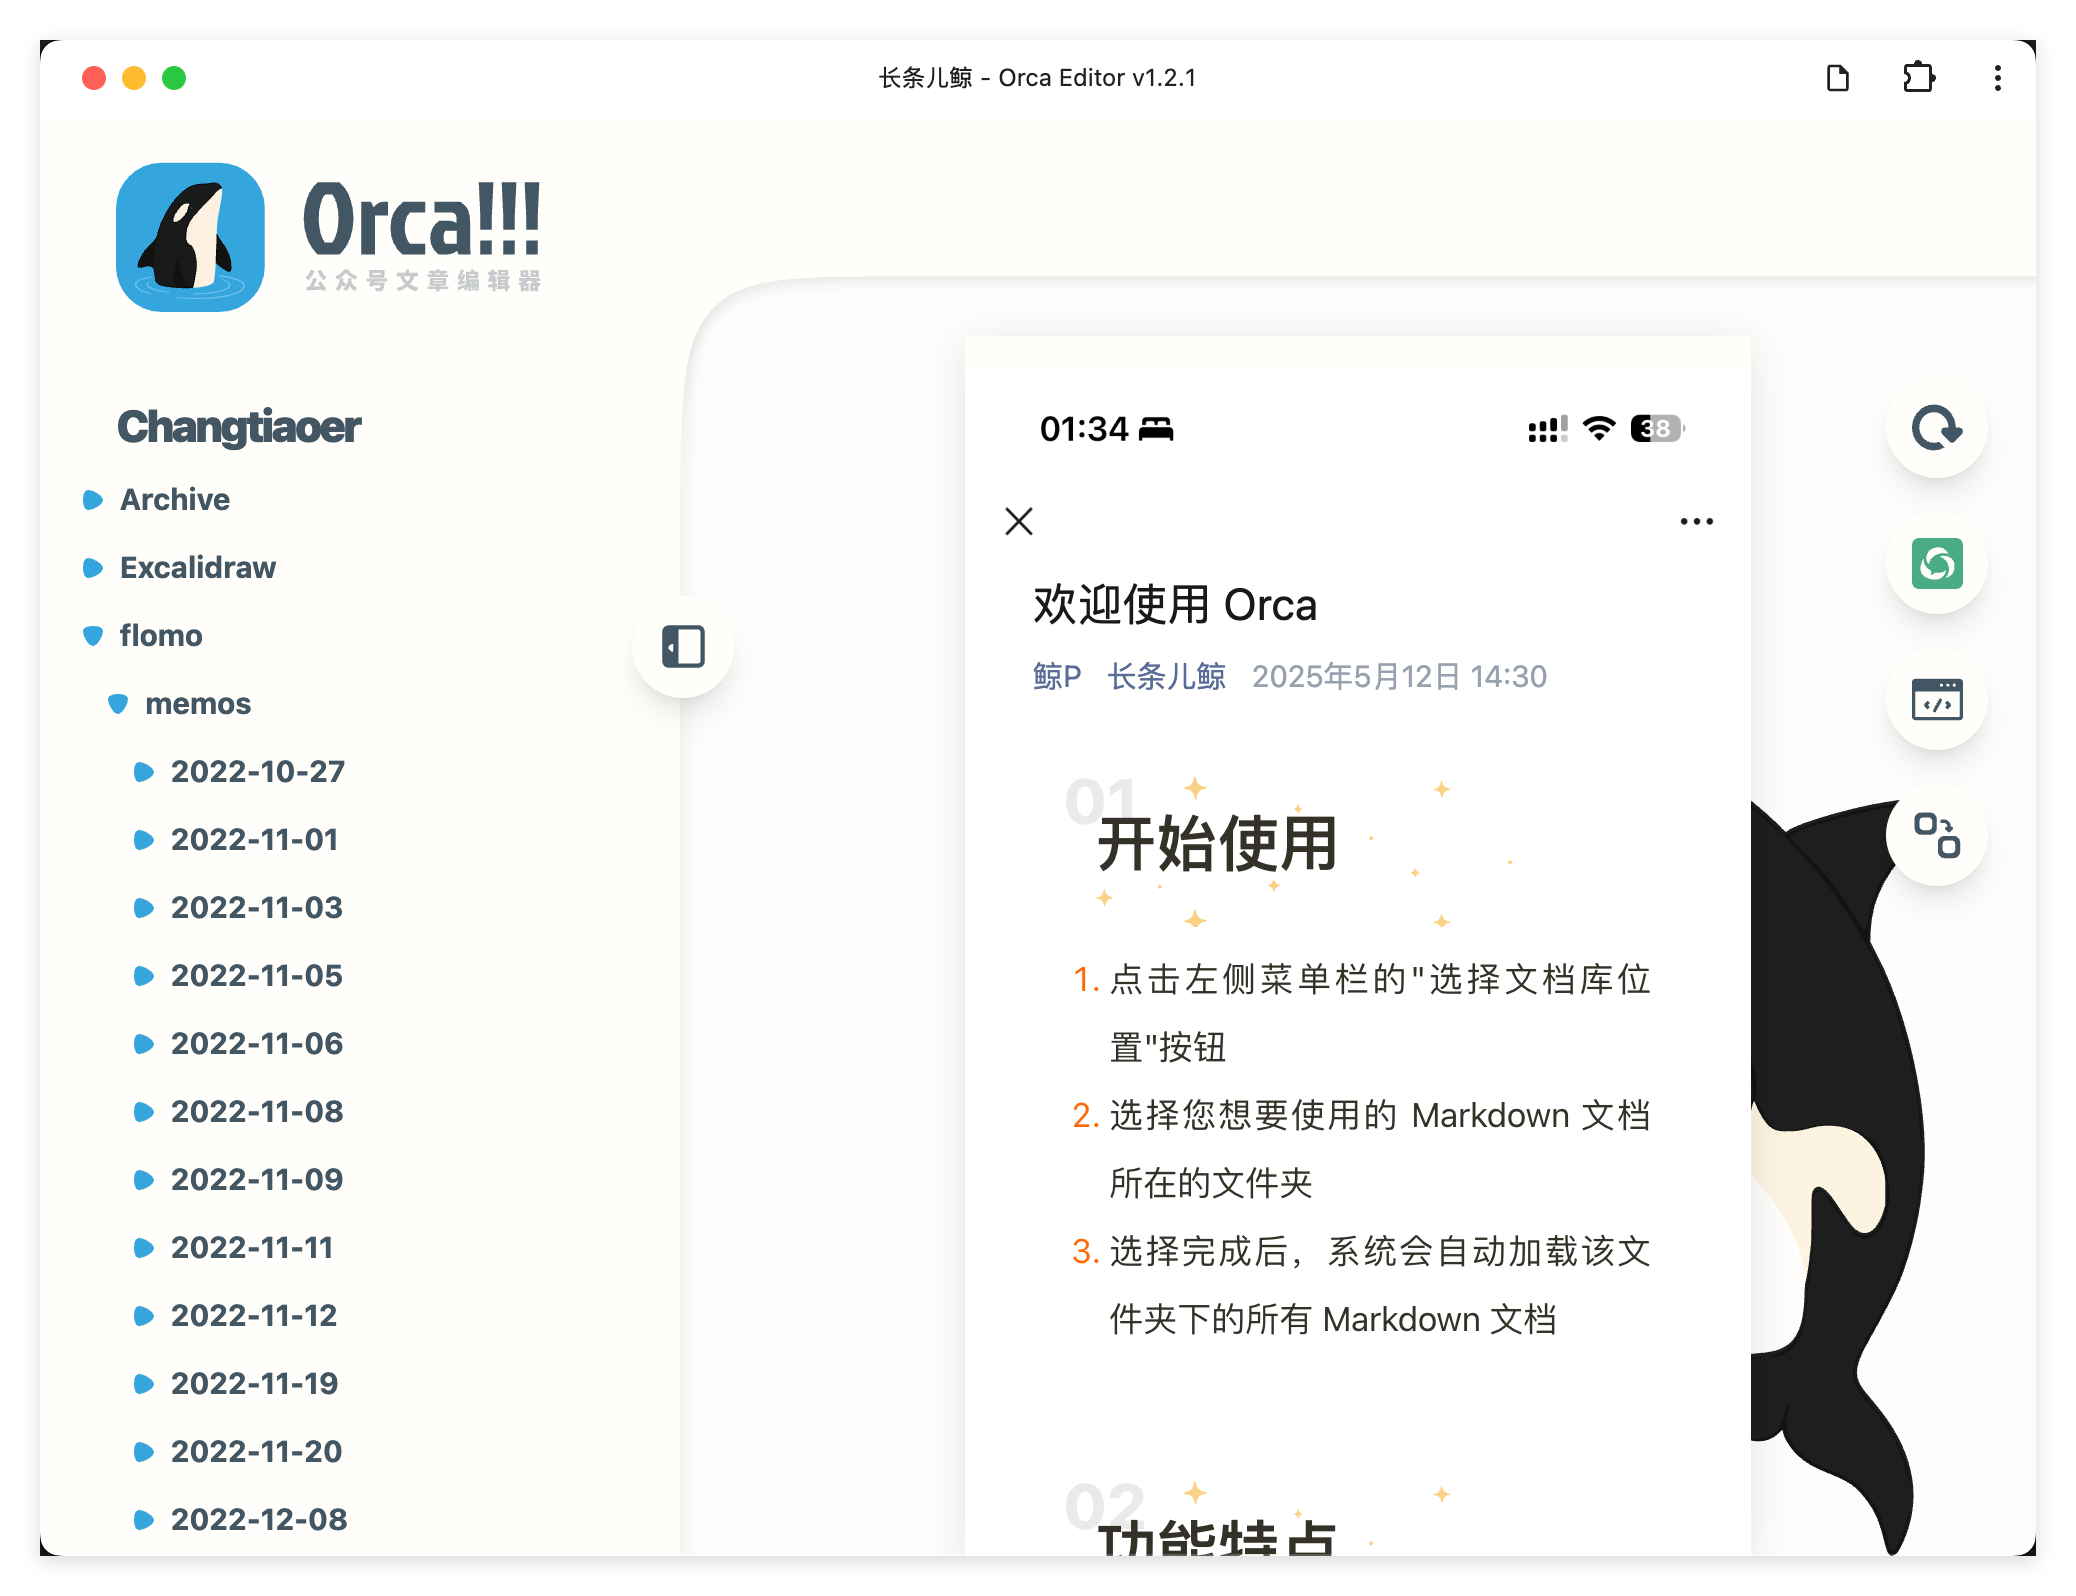 长条儿鲸 - Orca Editor v1.2.1
Orca!!!
公众号文章编辑器
Changtiaoer
Archive
Excalidraw
flomo
memos
2022-10-27
2022-11-01
2022-11-03
2022-11-05
2022-11-06
2022-11-08
2022-11-09
2022-11-11
2022-11-12
2022-11-19
2022-11-20
2022-12-08
01:34
38
欢迎使用 Orca
鲸P 长条儿鲸 2025年5月12日 14:30
01
开始使用
1. 点击左侧菜单栏的"选择文档库位
置"按钮
2. 选择您想要使用的 Markdown 文档
所在的文件夹
3. 选择完成后，系统会自动加载该文
件夹下的所有 Markdown 文档
02
功能特点